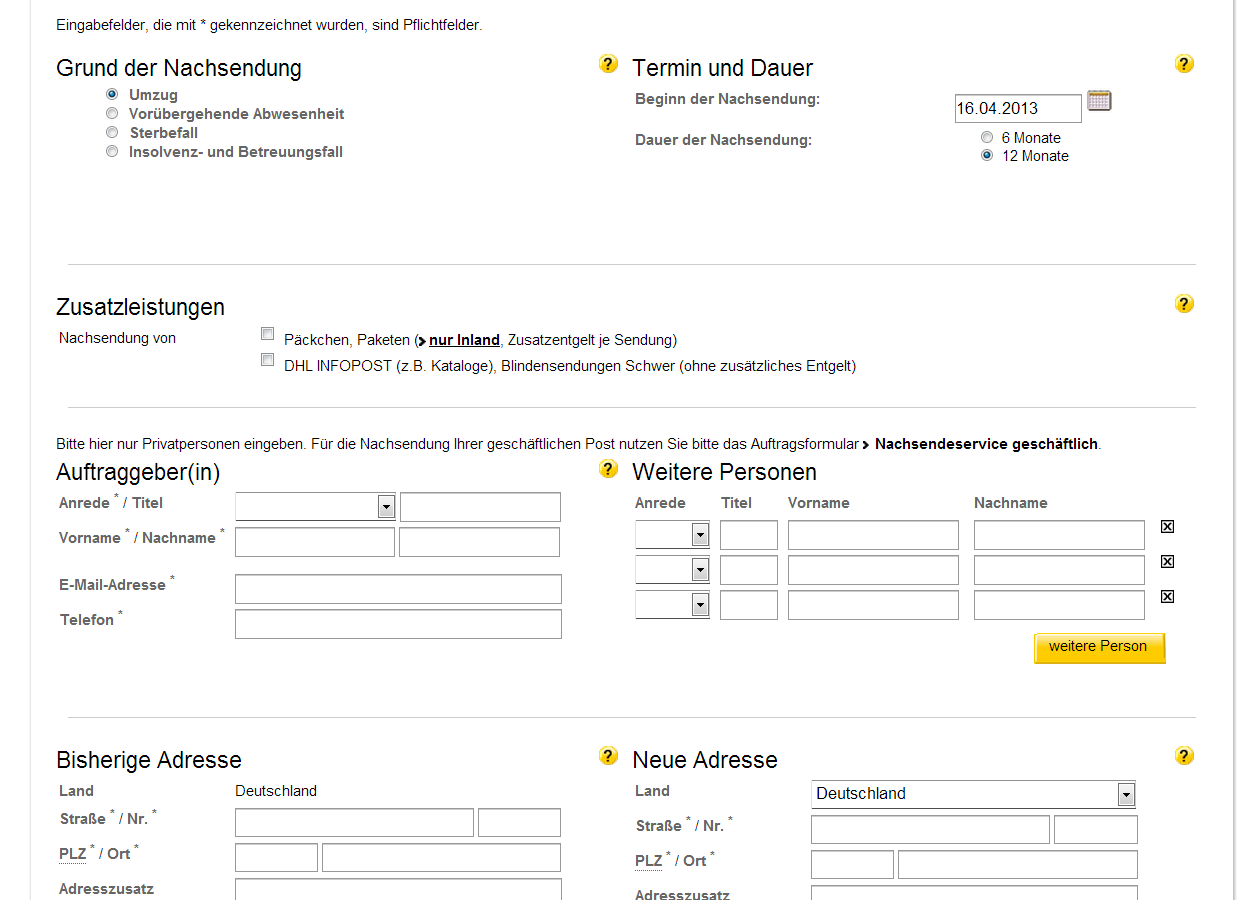 Eingabefelder, die mit * gekennzeichnet wurden, sind Pflichtfelder.
Grund der Nachsendung
?
Umzug
Vorübergehende Abwesenheit
Sterbefall
Insolvenz- und Betreuungsfall
Termin und Dauer
?
Beginn der Nachsendung:
16.04.2013
Dauer der Nachsendung:
6 Monate
12 Monate
Zusatzleistungen
?
Nachsendung von
Päckchen, Paketen (nur Inland, Zusatzentgelt je Sendung)
DHL INFOPOST (z.B. Kataloge), Blindensendungen Schwer (ohne zusätzliches Entgelt)
Bitte hier nur Privatpersonen eingeben. Für die Nachsendung Ihrer geschäftlichen Post nutzen Sie bitte das Auftragsformular Nachsendeservice geschäftlich.
Auftraggeber(in)
?
Anrede * / Titel
Vorname * / Nachname *
E-Mail-Adresse *
Telefon *
Weitere Personen
Anrede Titel Vorname Nachname
weitere Person
Bisherige Adresse
?
Land Deutschland
Straße * / Nr. *
PLZ * / Ort *
Adresszusatz
Neue Adresse
?
Land Deutschland
Straße * / Nr. *
PLZ * / Ort *
Adresszusatz